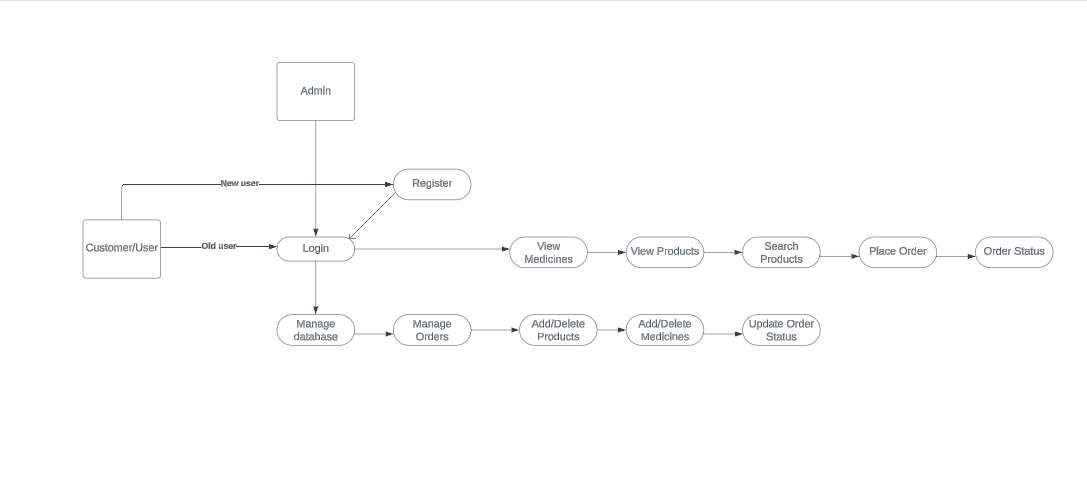 Admin
New user
Register
Customer/User
Old user
Login
View
Medicines
View Products
Search
Products
Place Order
Order Status
Manage
database
Manage
Orders
Add/Delete
Products
Add/Delete
Medicines
Update Order
Status